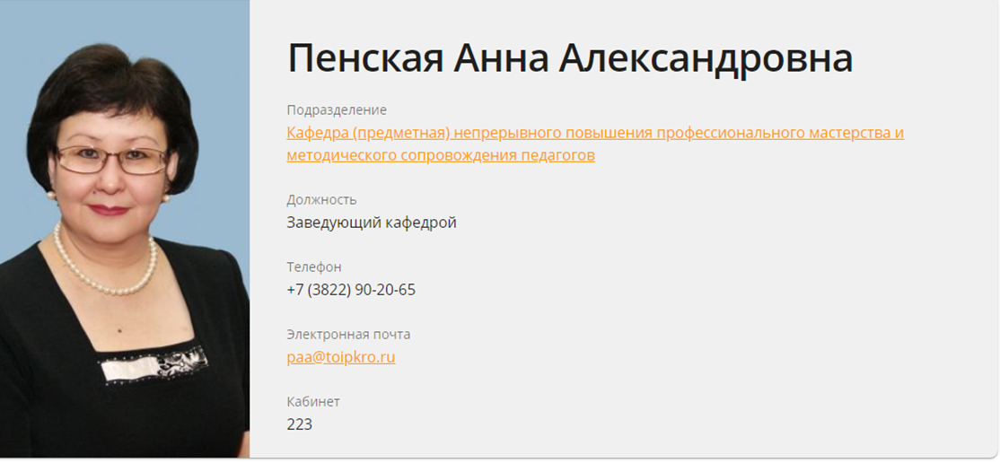 Пенская Анна Александровна
Подразделение
Кафедра (предметная) непрерывного повышения профессионального мастерства и
методического сопровождения педагогов
Должность
Заведующий кафедрой
Телефон
+7 (3822) 90-20-65
Электронная почта
paa@toipkro.ru
Кабинет
223